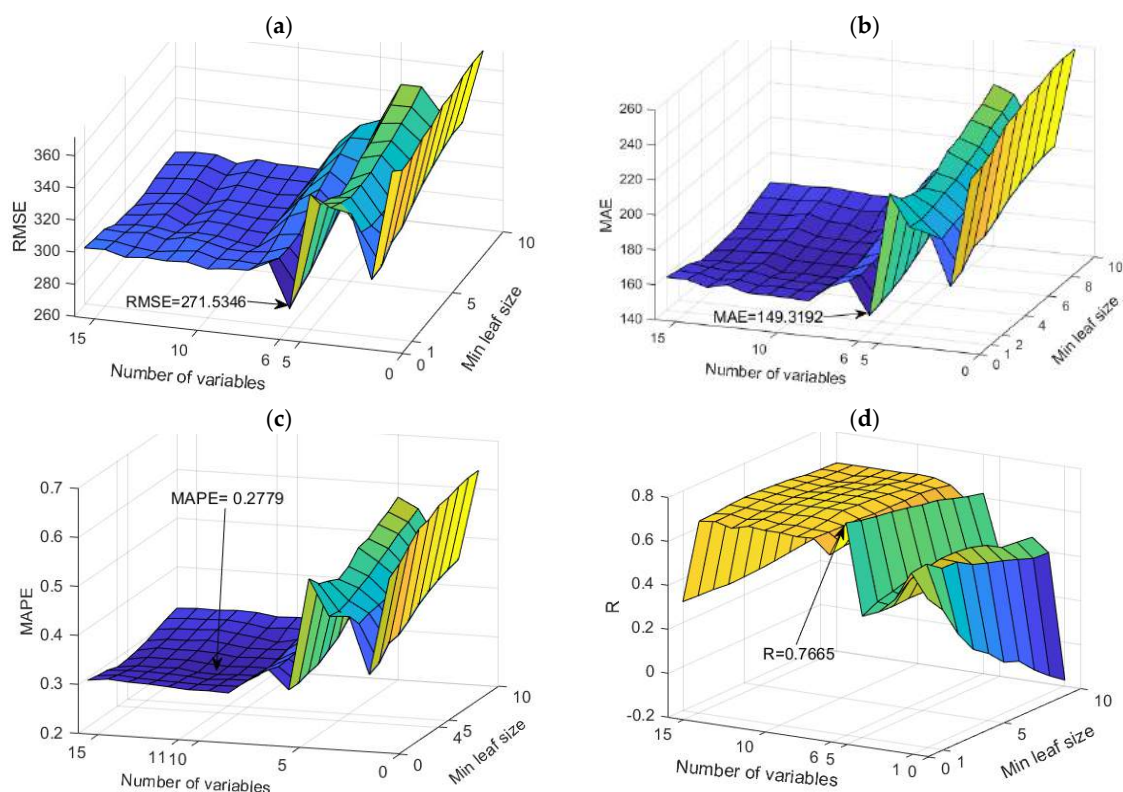 (a)
360
340
320
300
280
260
RMSE
RMSE=271.5346
15
10
6 5
0
Number of variables
0
1
5
10
Min leaf size
(b)
260
240
220
200
180
160
140
MAE
MAE=149.3192
15
10
6 5
0
Number of variables
0
1
2
4
6
8
10
Min leaf size
(c)
0.7
0.6
0.5
0.4
0.3
0.2
MAPE
MAPE= 0.2779
15
1110
5
0
Number of variables
0
45
10
Min leaf size
(d)
0.8
0.6
0.4
0.2
0
-0.2
R
R=0.7665
15
10
6 5
1 0
Number of variables
0 1
5
10
Min leaf size